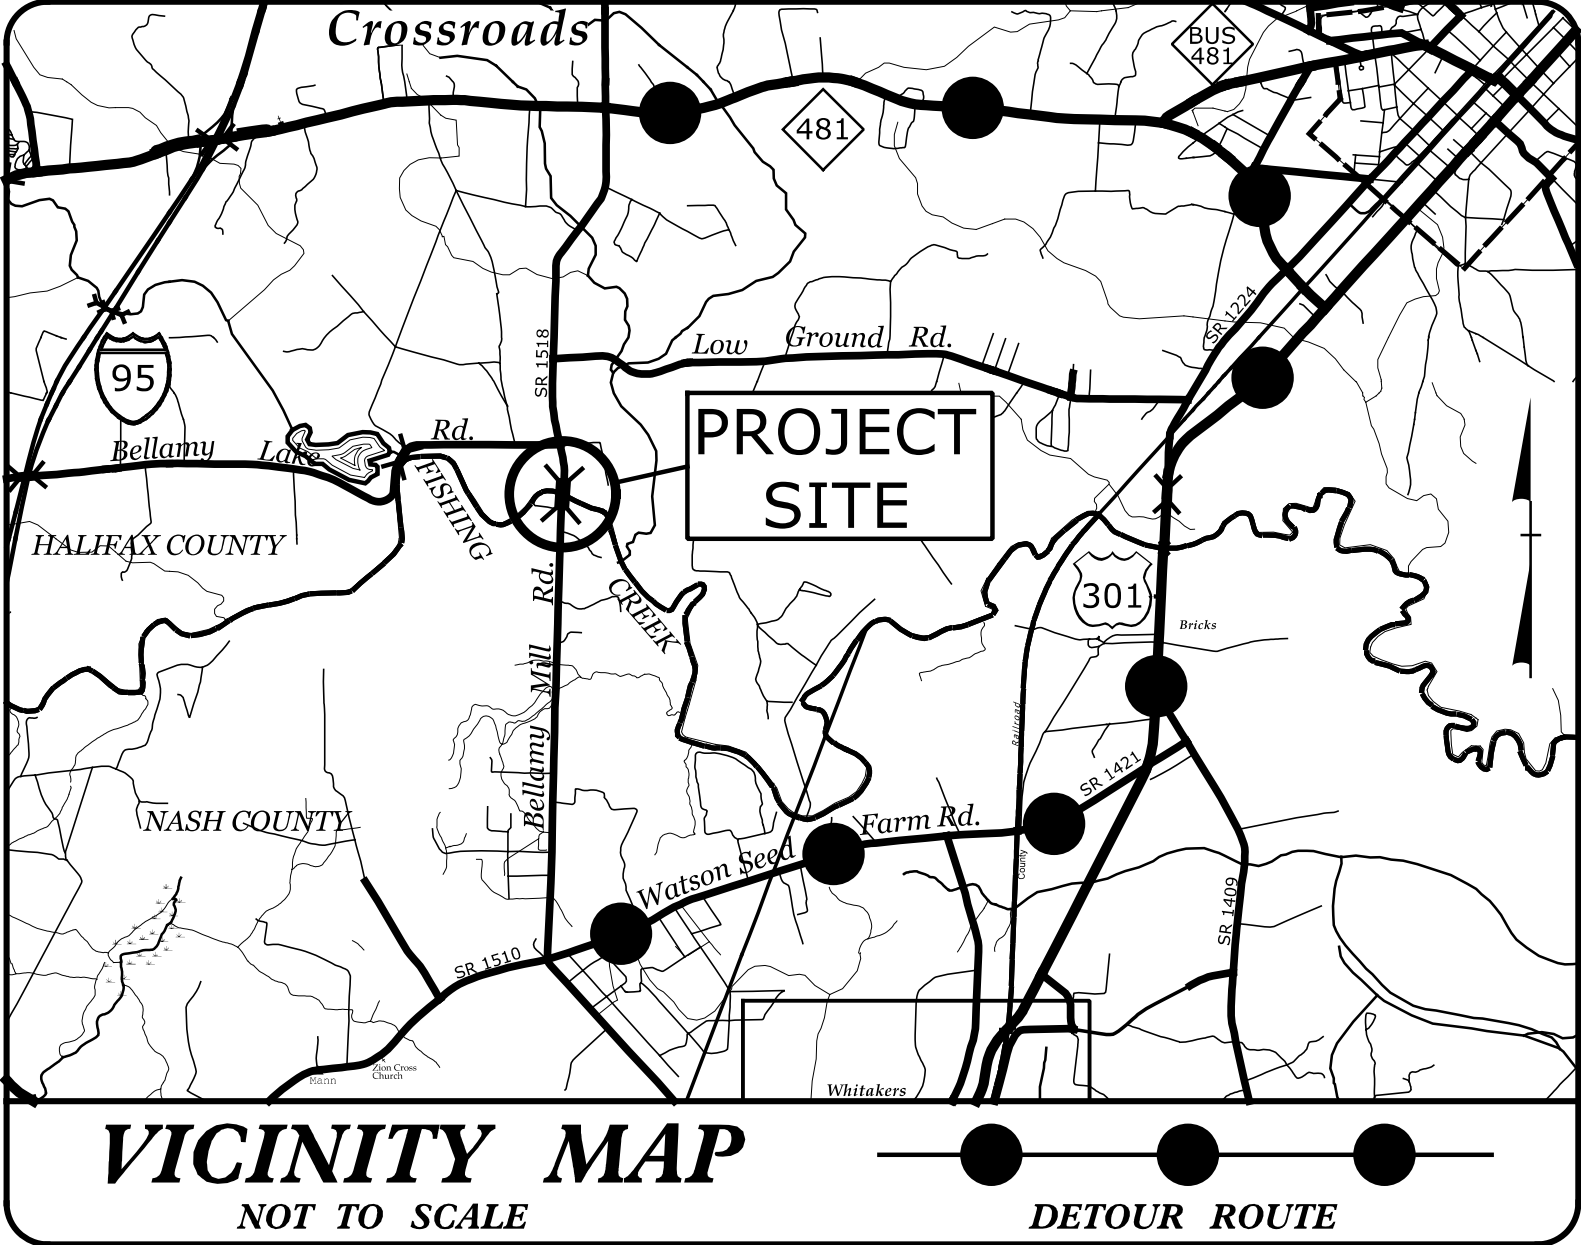 Crossroads
BUS
481
481
SR 1224
SR 1518
Low Ground Rd.
95
PROJECT
SITE
Bellamy Lake Rd.
FISHING
CREEK
HALIFAX COUNTY
301
Bricks
Bellamy Mill Rd.
Railroad
SR 1421
NASH COUNTY
Farm Rd.
Watson Seed
County
SR 1409
SR 1510
Zion Cross
Church
Mann
Whitakers
VICINITY MAP
NOT TO SCALE
DETOUR ROUTE